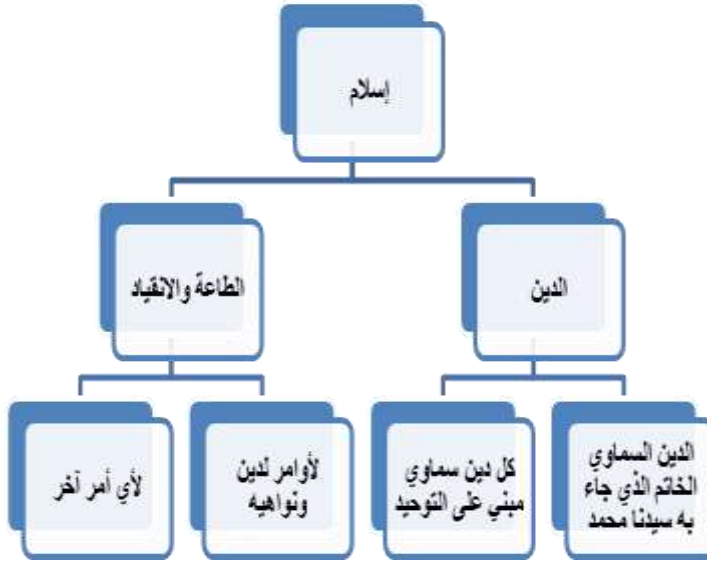 إسلام
الدين
الطاعة والانقياد
الدين السماوي
الخاتم الذي جاء
به سيدنا محمد
كل دين سماوي
مبني على التوحيد
لأوامر لدين
ونواهيه
لأي أمر آخر